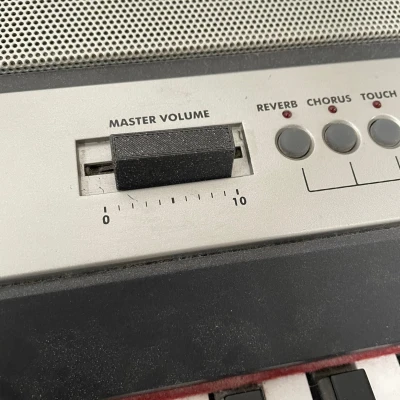 MASTER VOLUME
REVERB CHORUS TOUCH
0 10